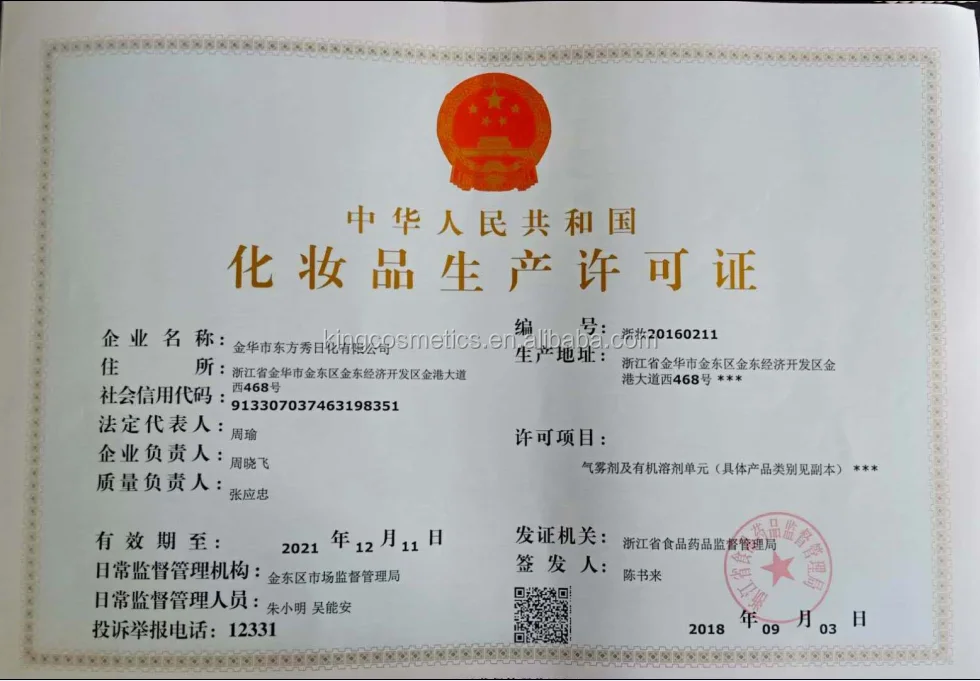 中华人民共和国
化妆品生产许可证
企业名称：金华市东方秀日化有限公司
住所：浙江省金华市金东区金东经济开发区金港大道
西468号
社会信用代码：913307037463198351
法定代表人：周瑜
企业负责人：周晓飞
质量负责人：张应忠
编号：浙妆20160211
生产地址：浙江省金华市金东区金东经济开发区金
港大道西468号 ***
许可项目：
气雾剂及有机溶剂单元（具体产品类别见副本） ***
kingcosmetics.en.alibaba.com
有效期至：2021 年 12 月 11 日
日常监督管理机构：金东区市场监督管理局
日常监督管理人员：朱小明 吴能安
投诉举报电话：12331
发证机关：浙江省食品药品监督管理局
签发人：陈书来
浙江省食品药品监督管理局
2018 年 09 月 03 日